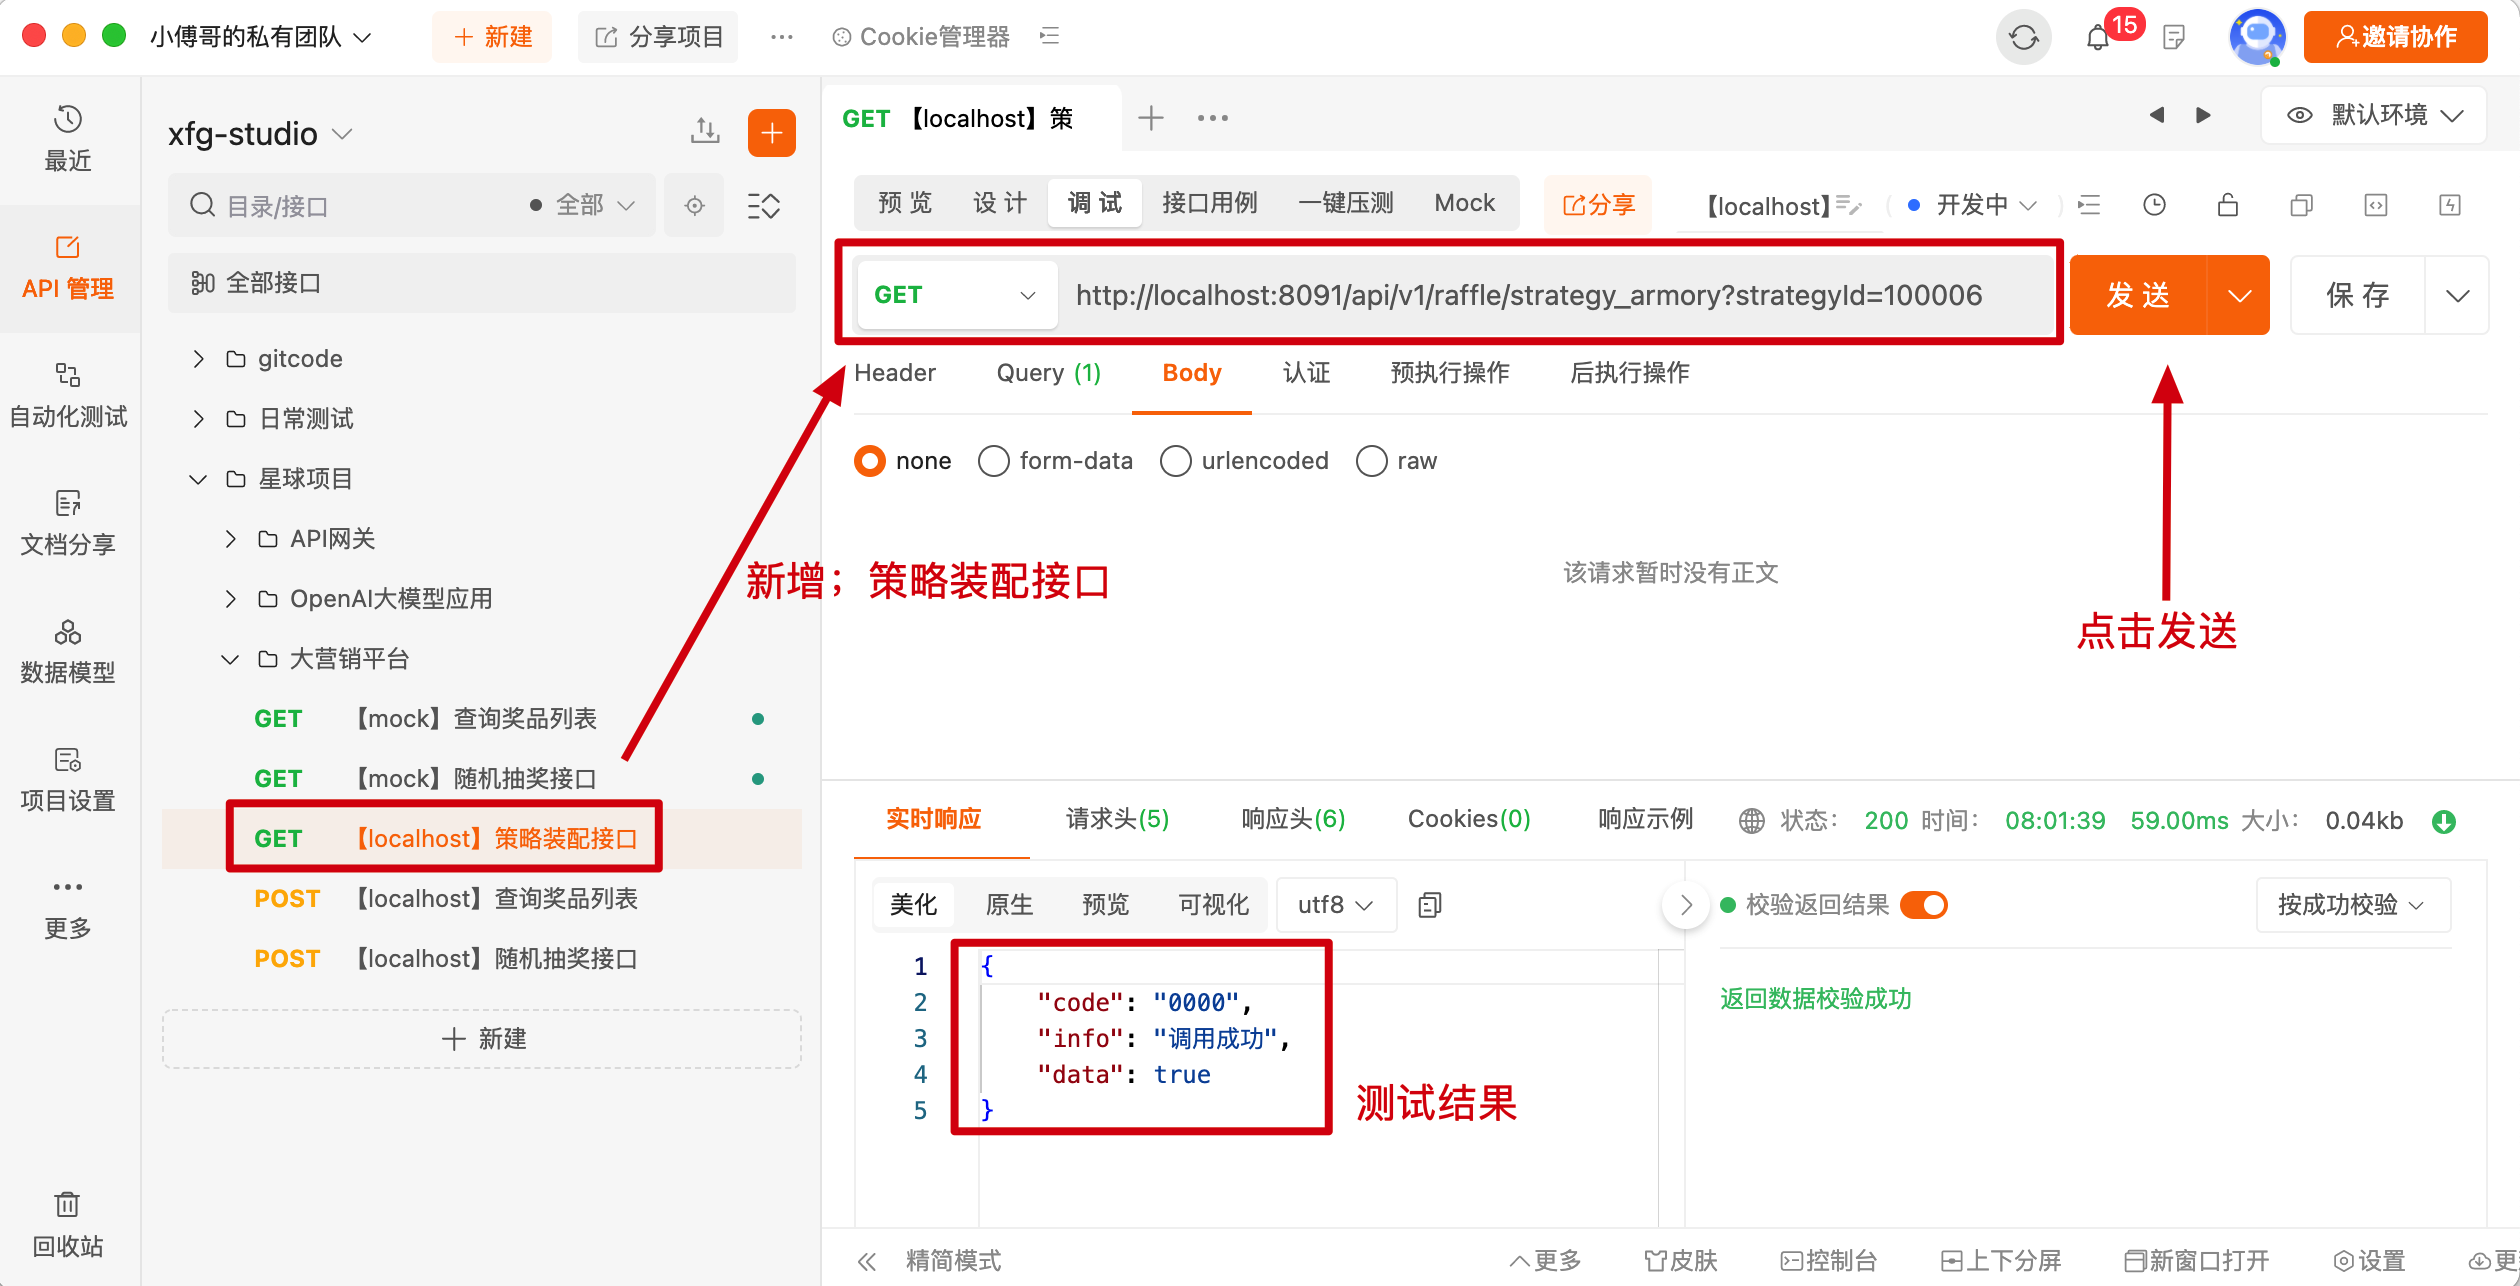 小傅哥的私有团队
新建
分享项目
Cookie管理器
15
邀请协作
最近
API 管理
自动化测试
文档分享
数据模型
项目设置
更多
回收站
xfg-studio
目录/接口
全部
全部接口
gitcode
日常测试
星球项目
API网关
OpenAI大模型应用
大营销平台
GET 【mock】查询奖品列表
GET 【mock】随机抽奖接口
GET 【localhost】策略装配接口
POST 【localhost】查询奖品列表
POST 【localhost】随机抽奖接口
新建
GET 【localhost】策
默认环境
预 览 设 计 调 试 接口用例 一键压测 Mock
分享
【localhost】
开发中
GET http://localhost:8091/api/v1/raffle/strategy_armory?strategyId=100006
发 送
保 存
Header Query (1) Body 认证 预执行操作 后执行操作
none form-data urlencoded raw
该请求暂时没有正文
新增；策略装配接口
点击发送
实时响应 请求头(5) 响应头(6) Cookies(0) 响应示例
状态： 200 时间： 08:01:39 59.00ms 大小： 0.04kb
美化 原生 预览 可视化 utf8
校验返回结果
按成功校验
返回数据校验成功
1 {
2 "code": "0000",
3 "info": "调用成功",
4 "data": true
5 }
测试结果
精简模式
更多
皮肤
控制台
上下分屏
新窗口打开
设置
更